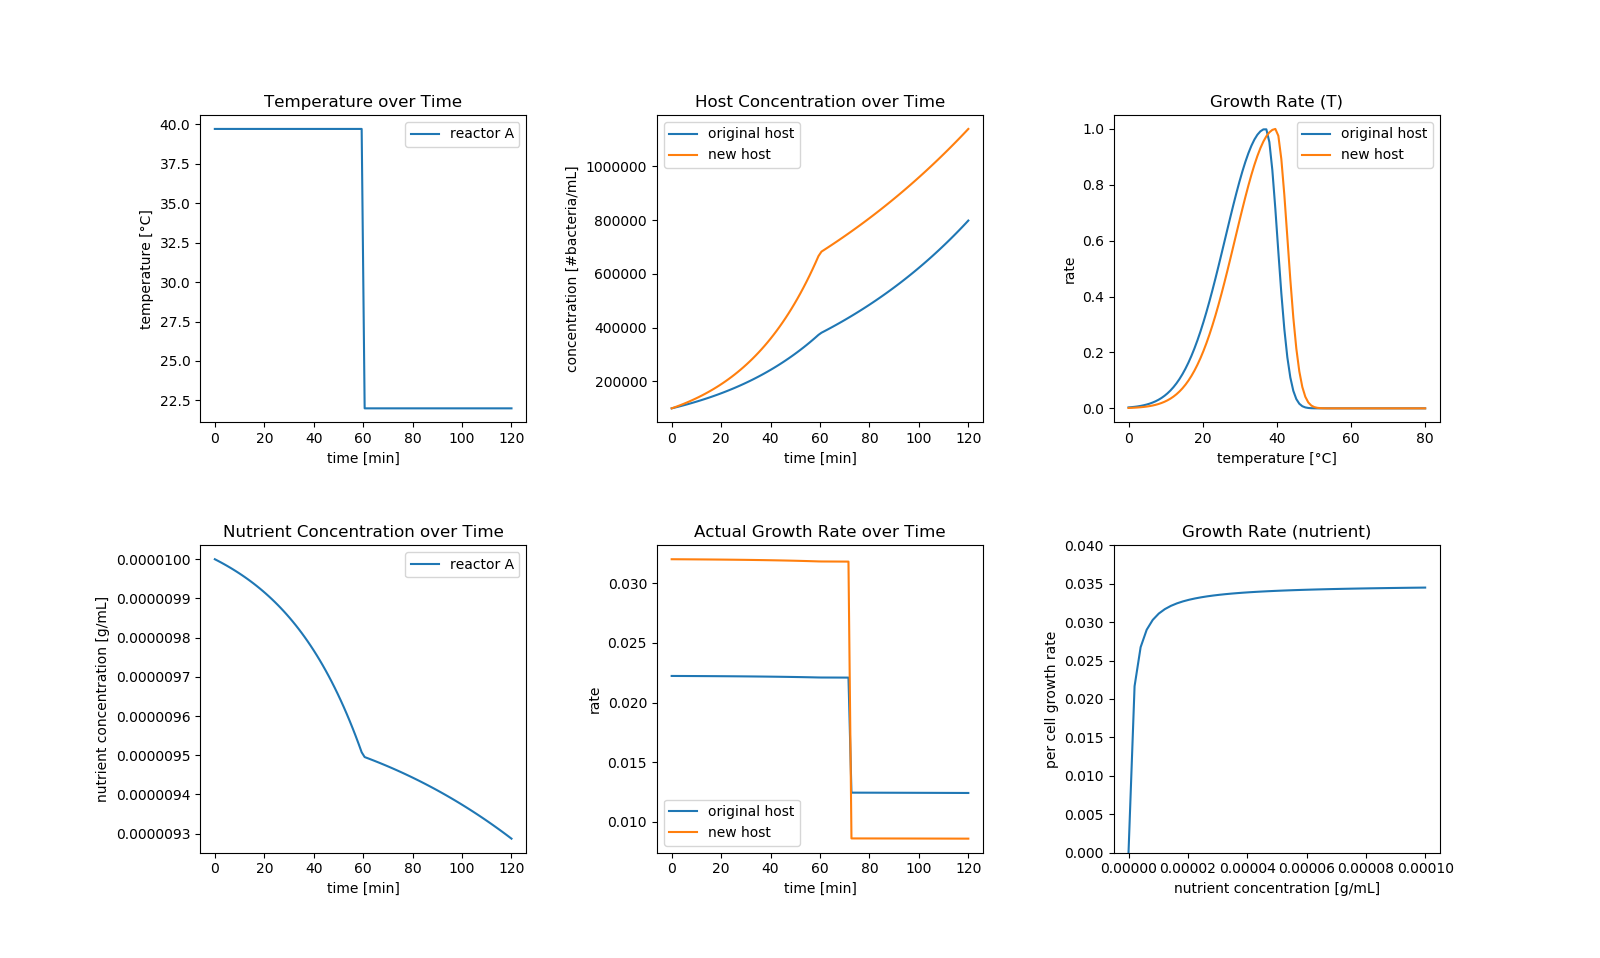 Temperature over Time
temperature [°C]
40.0
37.5
35.0
32.5
30.0
27.5
25.0
22.5
reactor A
0 20 40 60 80 100 120
time [min]
Host Concentration over Time
concentration [#bacteria/mL]
1000000
800000
600000
400000
200000
original host
new host
0 20 40 60 80 100 120
time [min]
Growth Rate (T)
rate
1.0
0.8
0.6
0.4
0.2
0.0
original host
new host
0 20 40 60 80
temperature [°C]
Nutrient Concentration over Time
nutrient concentration [g/mL]
0.0000100
0.0000099
0.0000098
0.0000097
0.0000096
0.0000095
0.0000094
0.0000093
reactor A
0 20 40 60 80 100 120
time [min]
Actual Growth Rate over Time
rate
0.030
0.025
0.020
0.015
0.010
original host
new host
0 20 40 60 80 100 120
time [min]
Growth Rate (nutrient)
per cell growth rate
0.040
0.035
0.030
0.025
0.020
0.015
0.010
0.005
0.000
0.00000 0.00002 0.00004 0.00006 0.00008 0.00010
nutrient concentration [g/mL]